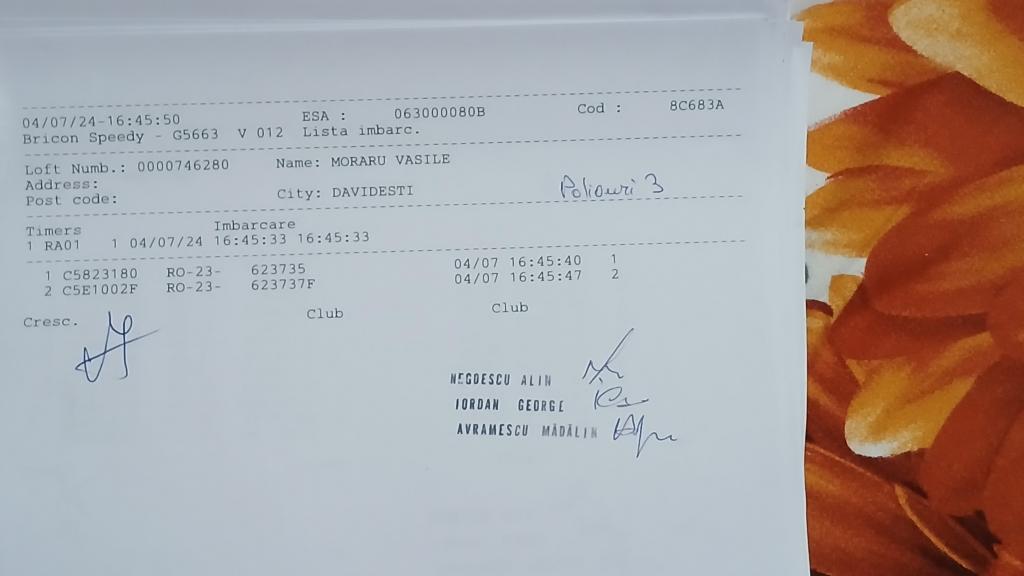 04/07/24-16:45:50 ESA : 063000080B Cod : 8C683A
Bricon Speedy - G5663 V 012 Lista imbarc.
Loft Numb.: 0000746280 Name: MORARU VASILE
Address:
Post code: City: DAVIDESTI Poliouri 3
Timers Imbarcare
1 RA01 1 04/07/24 16:45:33 16:45:33
1 C5823180 RO-23- 623735 04/07 16:45:40 1
2 C5E1002F RO-23- 623737F 04/07 16:45:47 2
Cresc. Club Club
NEGOESCU ALIN
IORDAN GEORGE
AVRAMESCU MĂDĂLIN